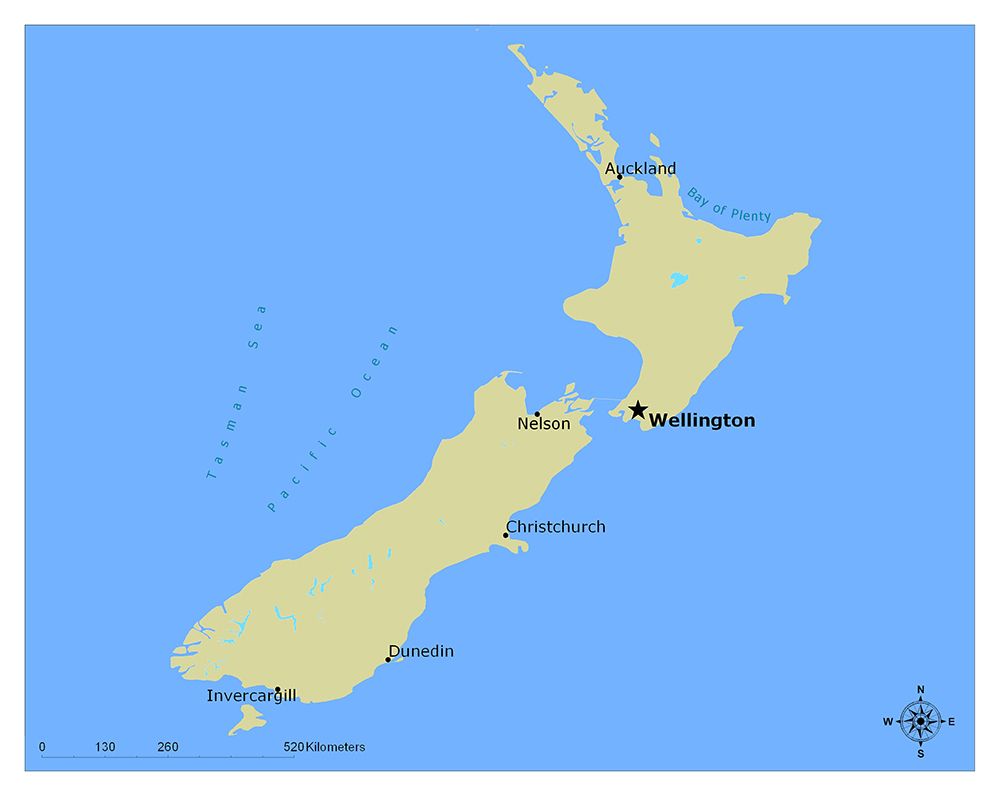 Auckland
Bay of Plenty
Tasman Sea
Pacific Ocean
Wellington
Nelson
Christchurch
Dunedin
Invercargill
N
W E
S
0 130 260 520 Kilometers